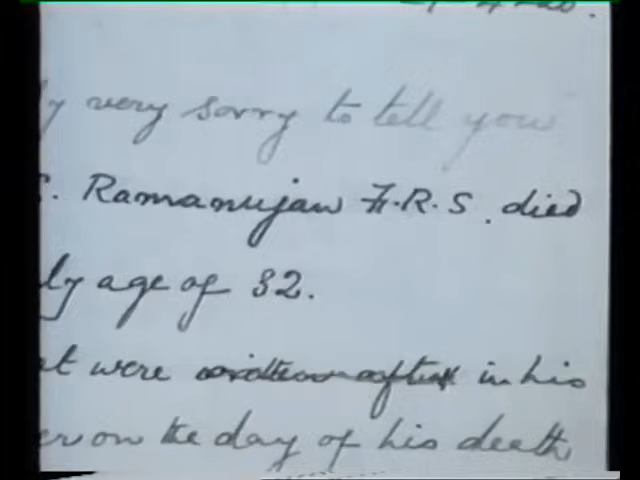 y very sorry to tell you
S. Ramanujan F.R.S. died
ly age of 32.
at were in his
er on the day of his death